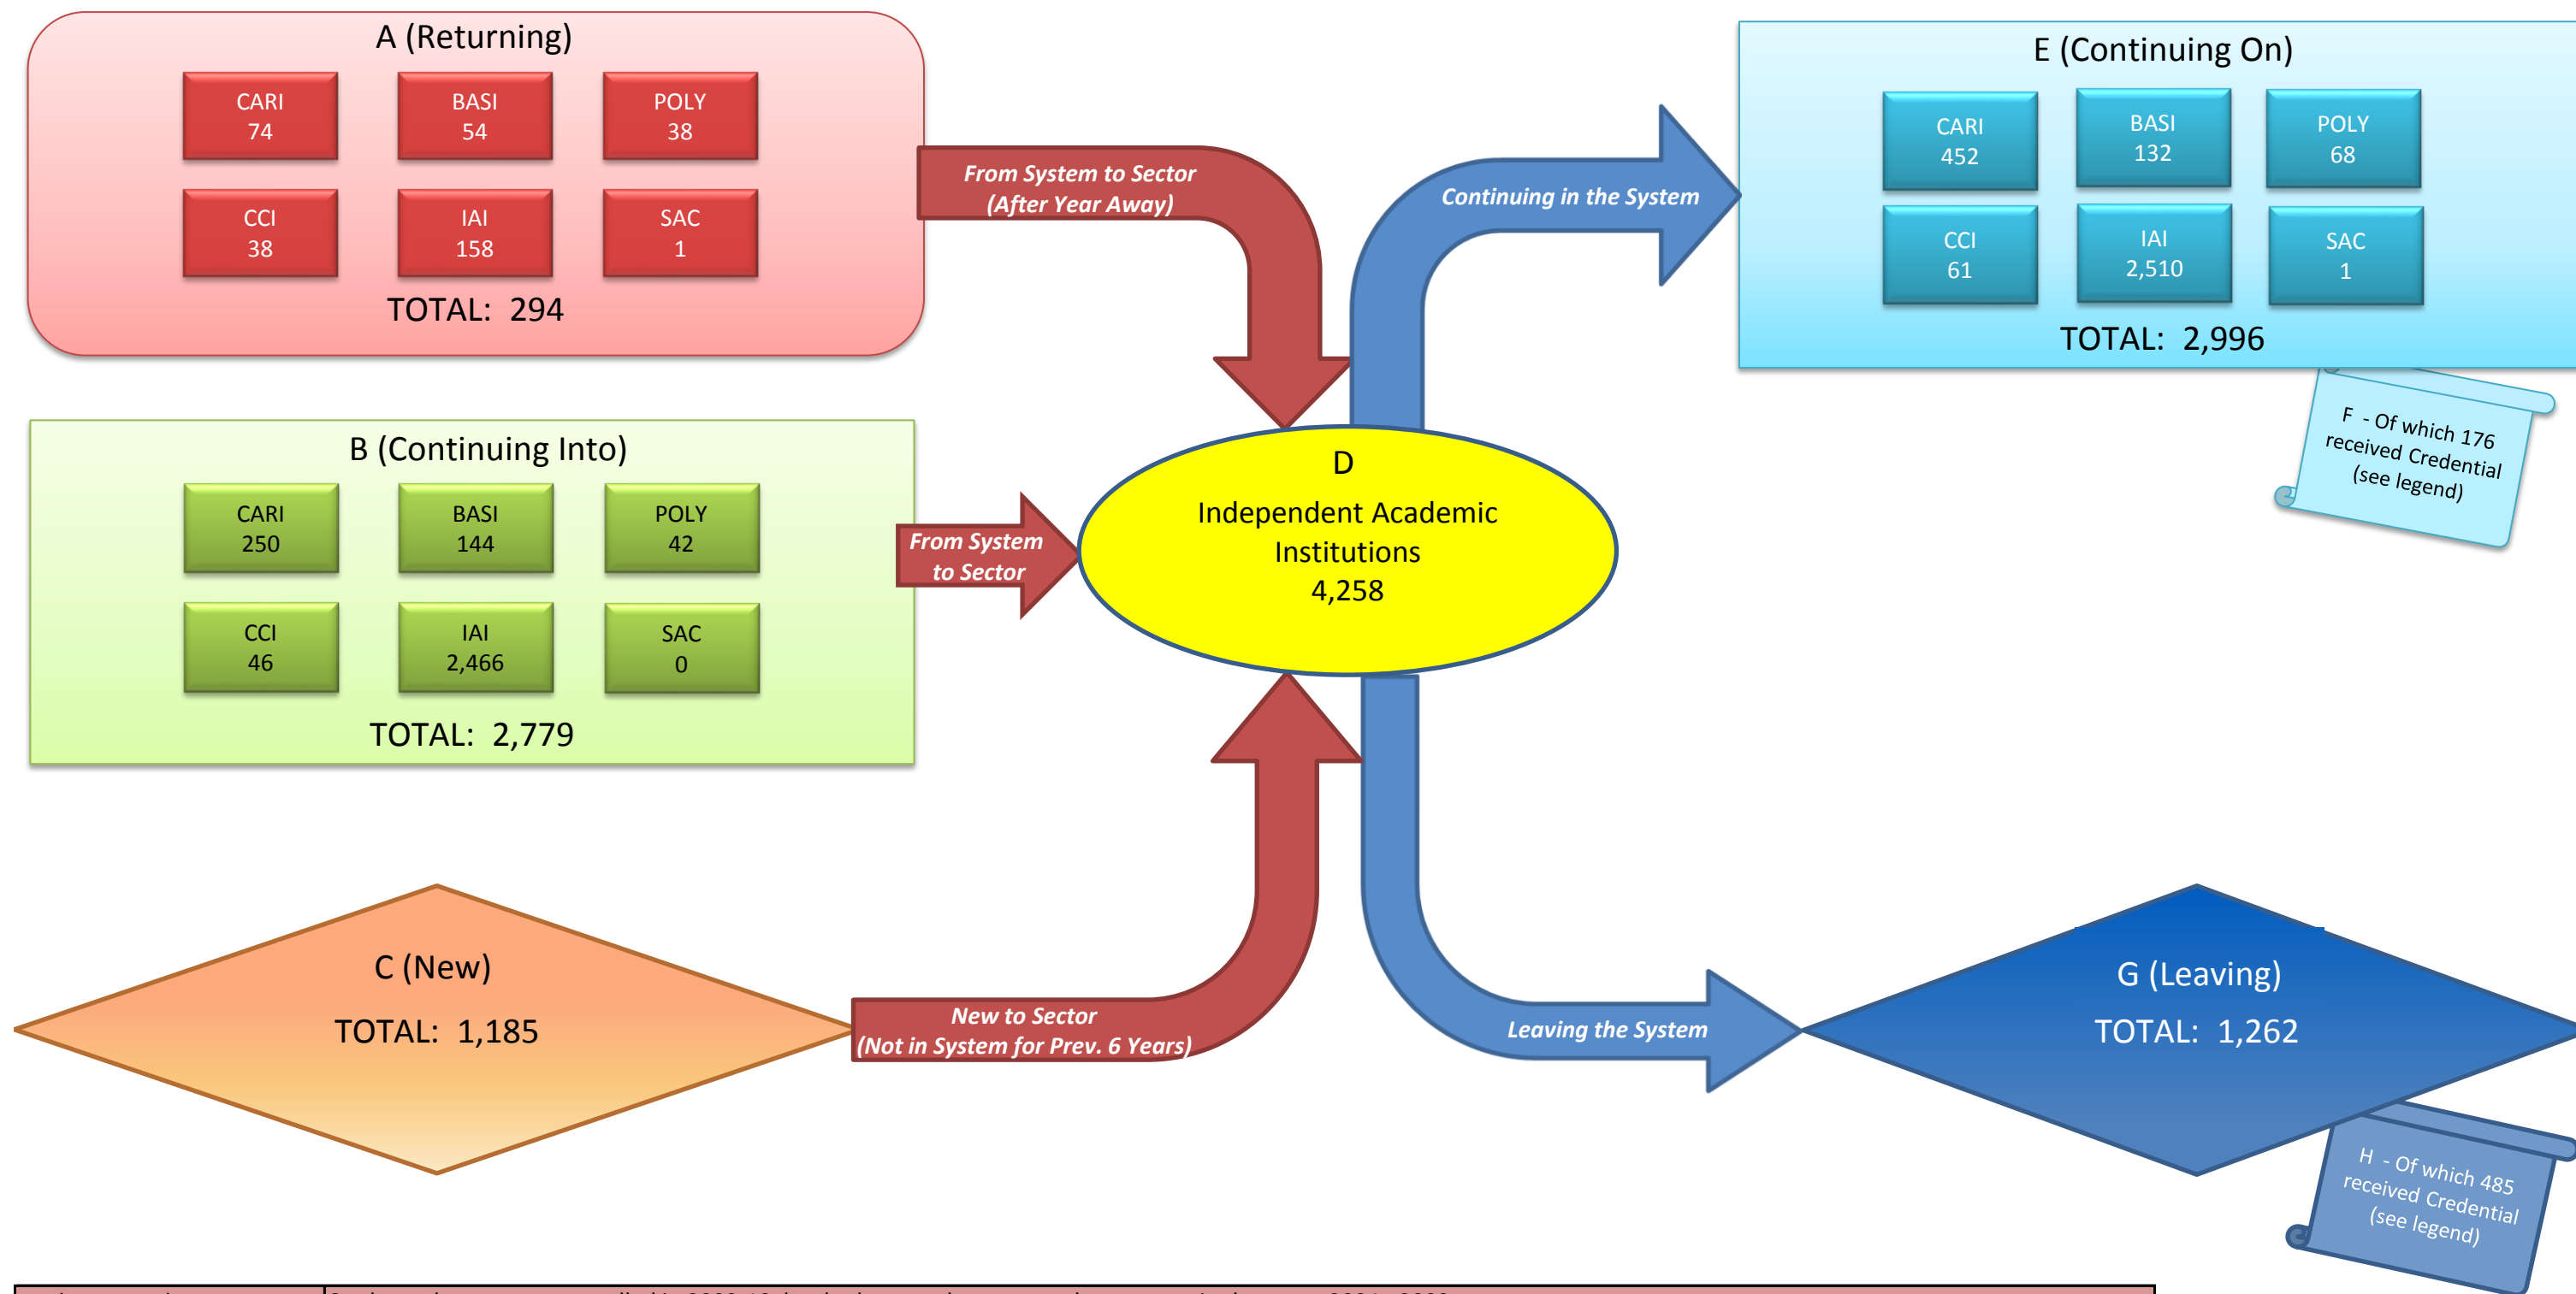 A (Returning)
CARI
74
BASI
54
POLY
38
CCI
38
IAI
158
SAC
1
TOTAL: 294
From System to Sector
(After Year Away)
Continuing in the System
E (Continuing On)
CARI
452
BASI
132
POLY
68
CCI
61
IAI
2,510
SAC
1
TOTAL: 2,996
F - Of which 176
received Credential
(see legend)
B (Continuing Into)
CARI
250
BASI
144
POLY
42
CCI
46
IAI
2,466
SAC
0
TOTAL: 2,779
From System
to Sector
D
Independent Academic
Institutions
4,258
C (New)
TOTAL: 1,185
New to Sector
(Not in System for Prev. 6 Years)
Leaving the System
G (Leaving)
TOTAL: 1,262
H - Of which 485
received Credential
(see legend)